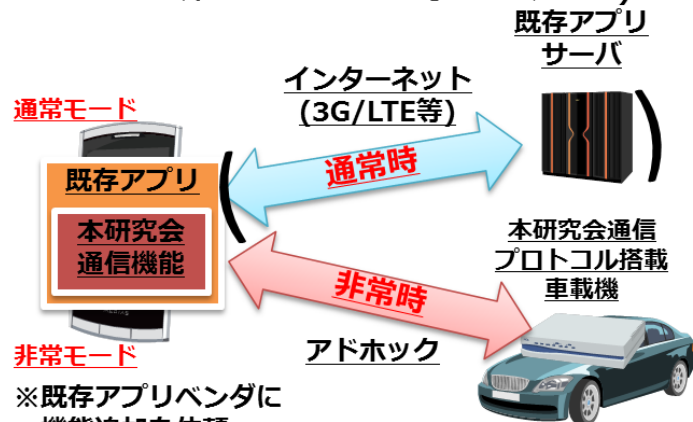 既存アプリ
サーバ
インターネット
(3G/LTE等)
通常モード
通常時
既存アプリ
本研究会
通信機能
本研究会通信
プロトコル搭載
車載機
非常時
非常モード
アドホック
※既存アプリベンダに